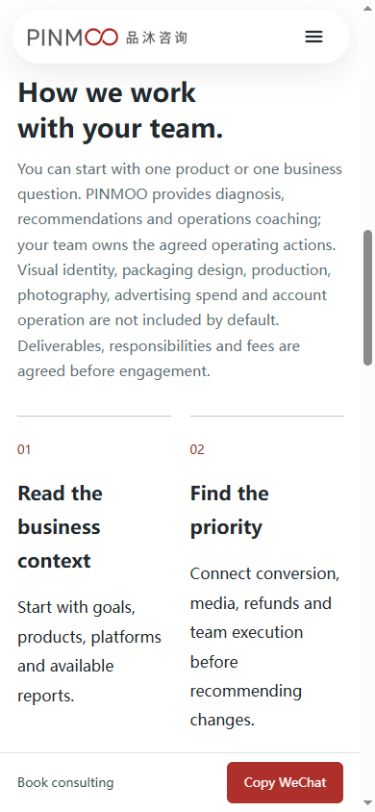 PINMOO 品沐咨询
How we work
with your team.
You can start with one product or one business
question. PINMOO provides diagnosis,
recommendations and operations coaching;
your team owns the agreed operating actions.
Visual identity, packaging design, production,
photography, advertising spend and account
operation are not included by default.
Deliverables, responsibilities and fees are
agreed before engagement.
01
Read the
business
context
Start with goals,
products, platforms
and available
reports.
02
Find the
priority
Connect conversion,
media, refunds and
team execution
before
recommending
changes.
Book consulting
Copy WeChat